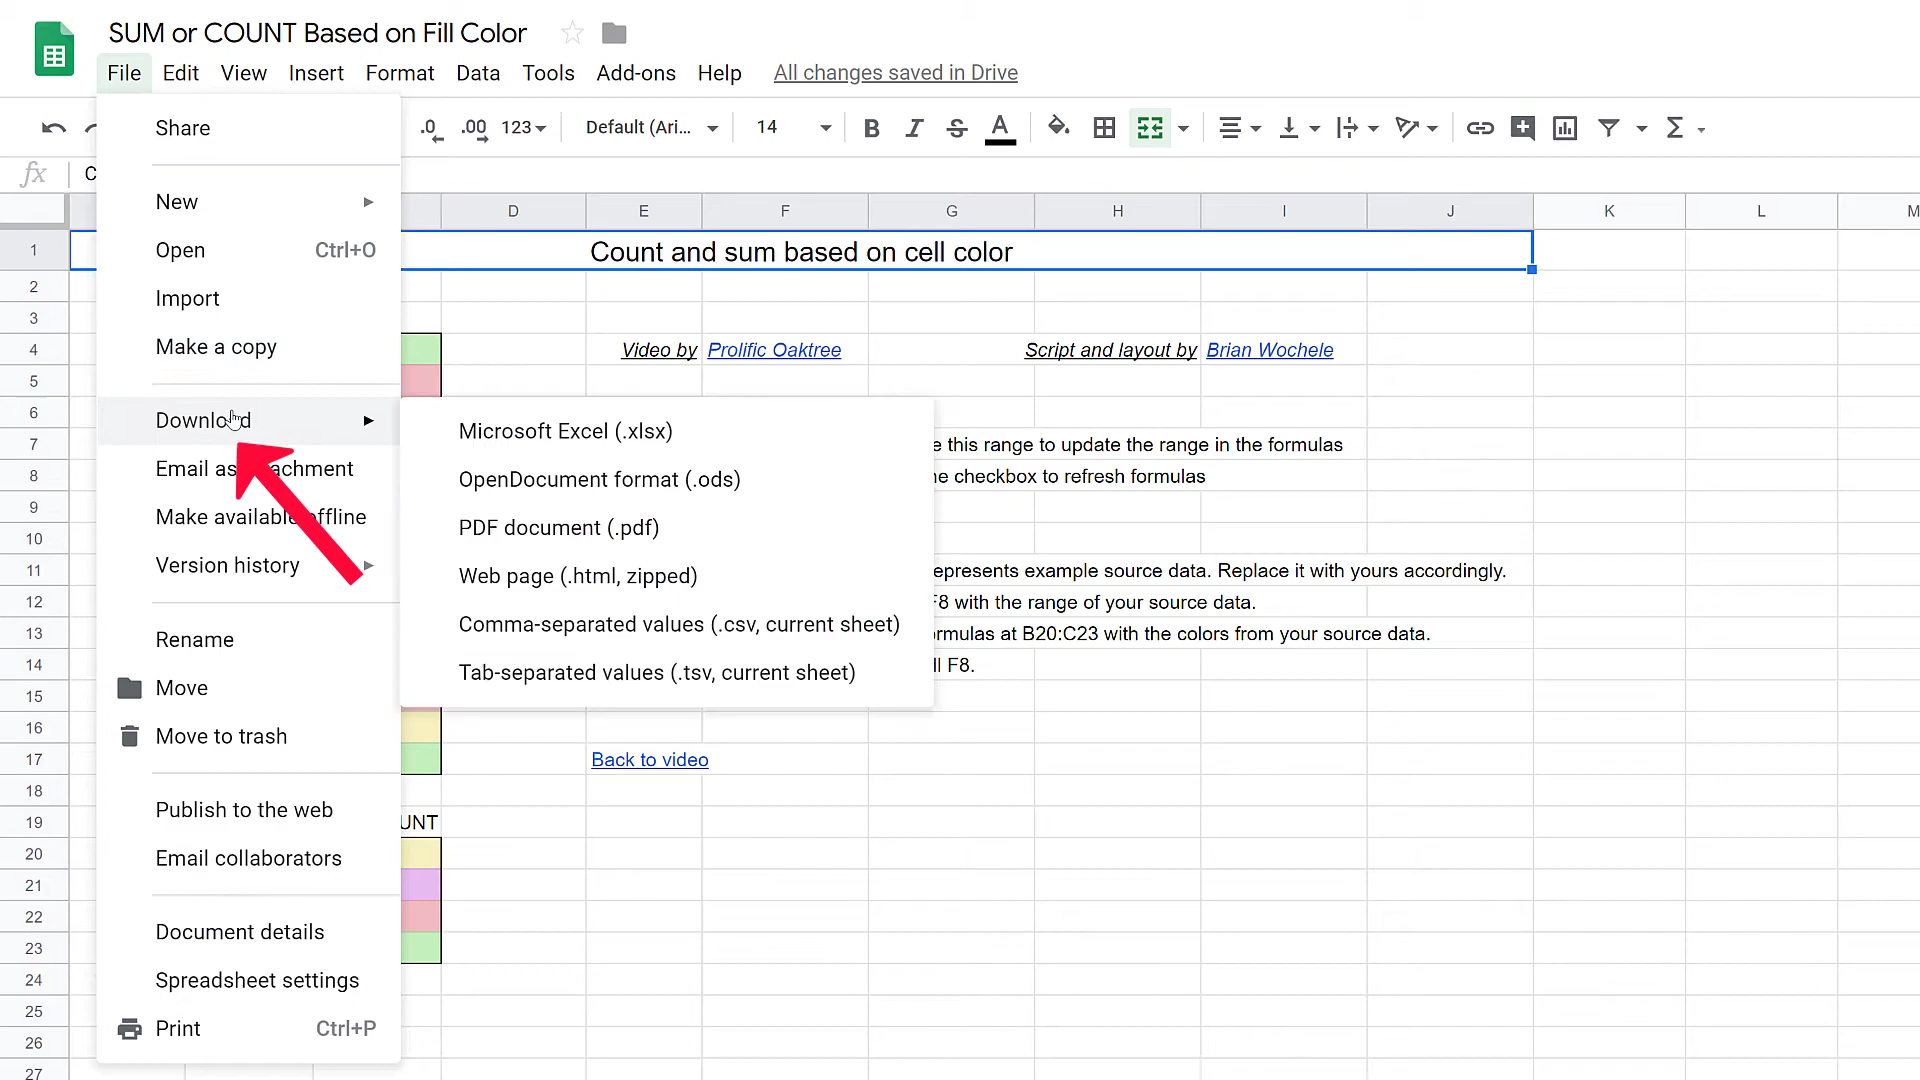 SUM or COUNT Based on Fill Color
File Edit View Insert Format Data Tools Add-ons Help All changes saved in Drive
.0 .00 123 Default (Ari... 14 B I S A Σ
fx C
D E F G H I J K L M
1 Count and sum based on cell color
2
3
4 Video by Prolific Oaktree Script and layout by Brian Wochele
5
6
7 e this range to update the range in the formulas
8 e checkbox to refresh formulas
9
10
11 epresents example source data. Replace it with yours accordingly.
12 F8 with the range of your source data.
13 ormulas at B20:C23 with the colors from your source data.
14 ll F8.
15
16
17 Back to video
18
19 UNT
20
21
22
23
24
25
26
27
Share
New
Open Ctrl+O
Import
Make a copy
Download
Email as achment
Make available offline
Version history
Rename
Move
Move to trash
Publish to the web
Email collaborators
Document details
Spreadsheet settings
Print Ctrl+P
Microsoft Excel (.xlsx)
OpenDocument format (.ods)
PDF document (.pdf)
Web page (.html, zipped)
Comma-separated values (.csv, current sheet)
Tab-separated values (.tsv, current sheet)